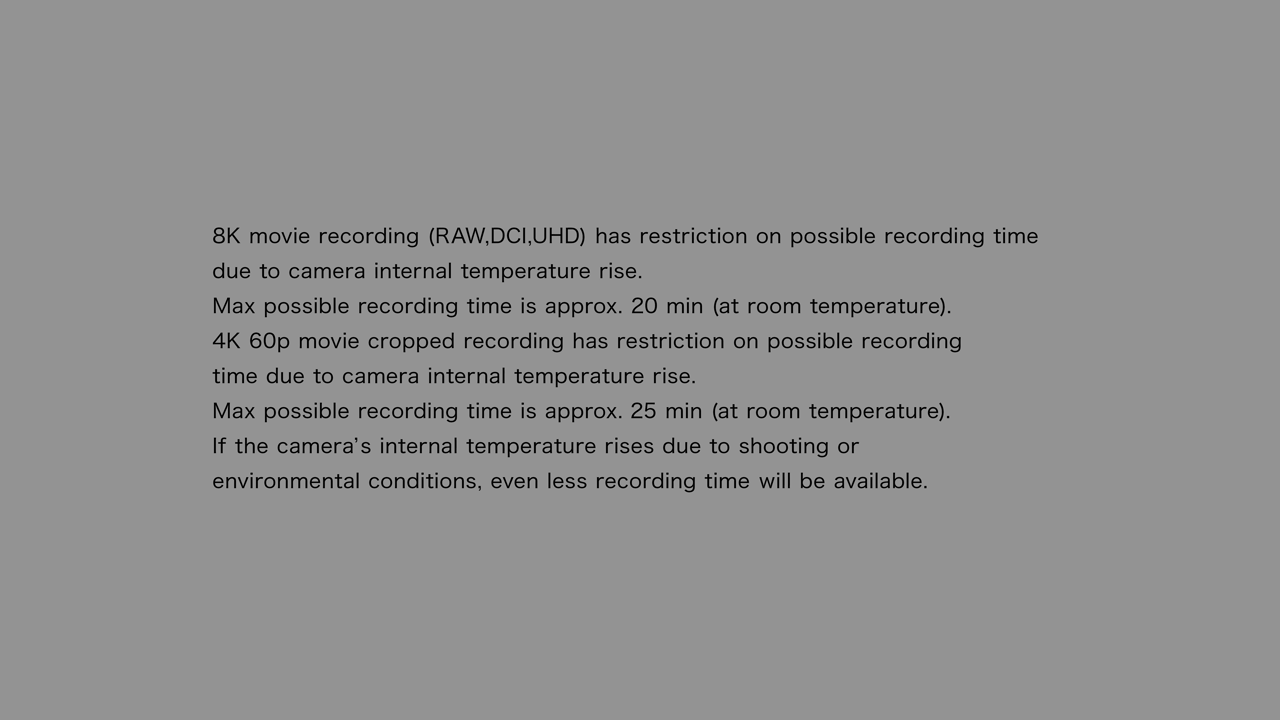 8K movie recording (RAW,DCI,UHD) has restriction on possible recording time
due to camera internal temperature rise.
Max possible recording time is approx. 20 min (at room temperature).
4K 60p movie cropped recording has restriction on possible recording
time due to camera internal temperature rise.
Max possible recording time is approx. 25 min (at room temperature).
If the camera’s internal temperature rises due to shooting or
environmental conditions, even less recording time will be available.